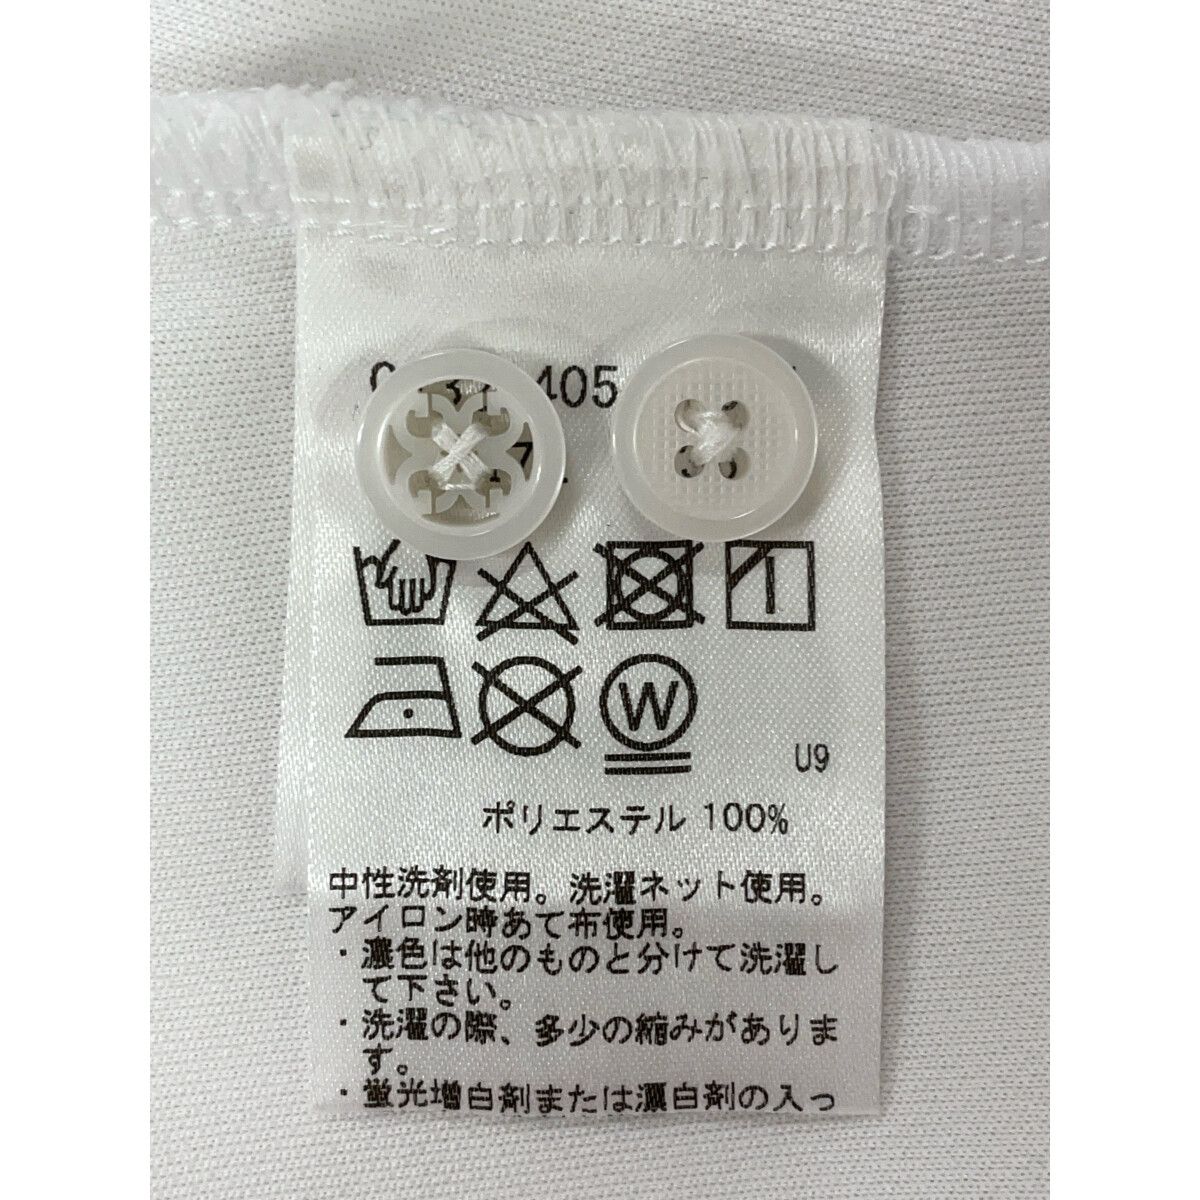 405
7
W
U9
ポリエステル 100%
中性洗剤使用。洗濯ネット使用。
アイロン時あて布使用。
・濃色は他のものと分けて洗濯し
て下さい。
・洗濯の際、多少の縮みがありま
す。
・蛍光増白剤または漂白剤の入っ